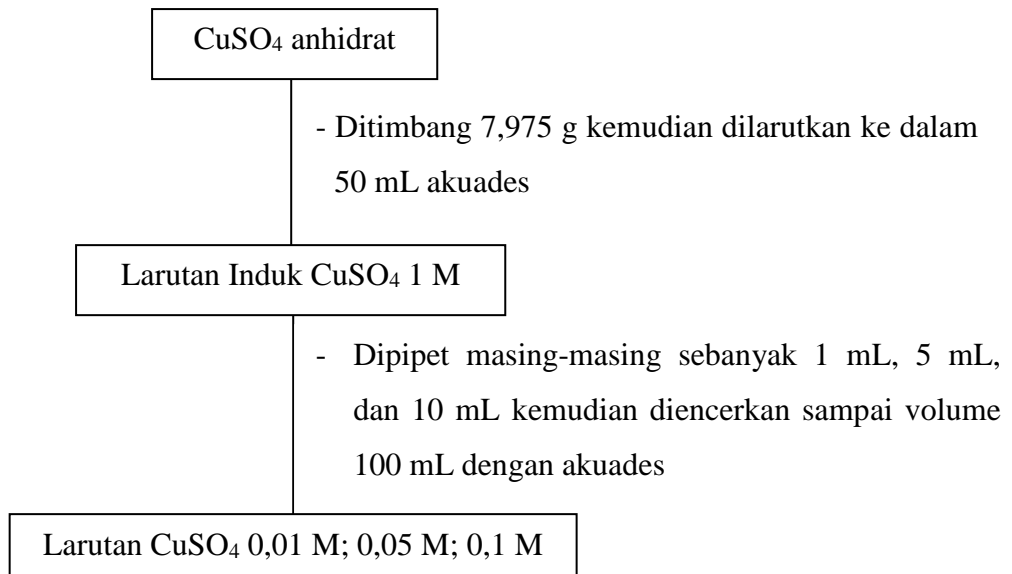 CuSO₄ anhidrat
- Ditimbang 7,975 g kemudian dilarutkan ke dalam
50 mL akuades
Larutan Induk CuSO₄ 1 M
- Dipipet masing-masing sebanyak 1 mL, 5 mL,
dan 10 mL kemudian diencerkan sampai volume
100 mL dengan akuades
Larutan CuSO₄ 0,01 M; 0,05 M; 0,1 M